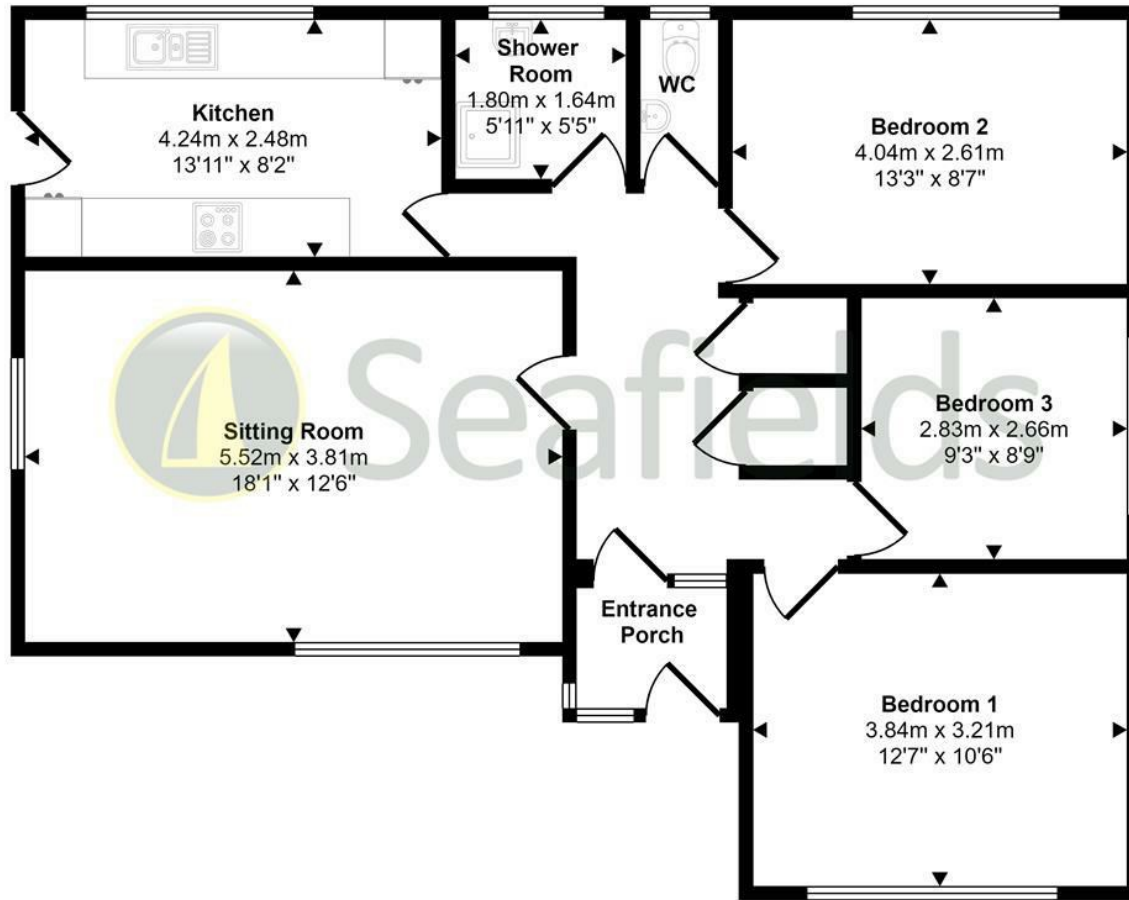 Kitchen
4.24m x 2.48m
13'11" x 8'2"
Shower
Room
1.80m x 1.64m
5'11" x 5'5"
WC
Bedroom 2
4.04m x 2.61m
13'3" x 8'7"
Seafields
Sitting Room
5.52m x 3.81m
18'1" x 12'6"
Bedroom 3
2.83m x 2.66m
9'3" x 8'9"
Entrance
Porch
Bedroom 1
3.84m x 3.21m
12'7" x 10'6"